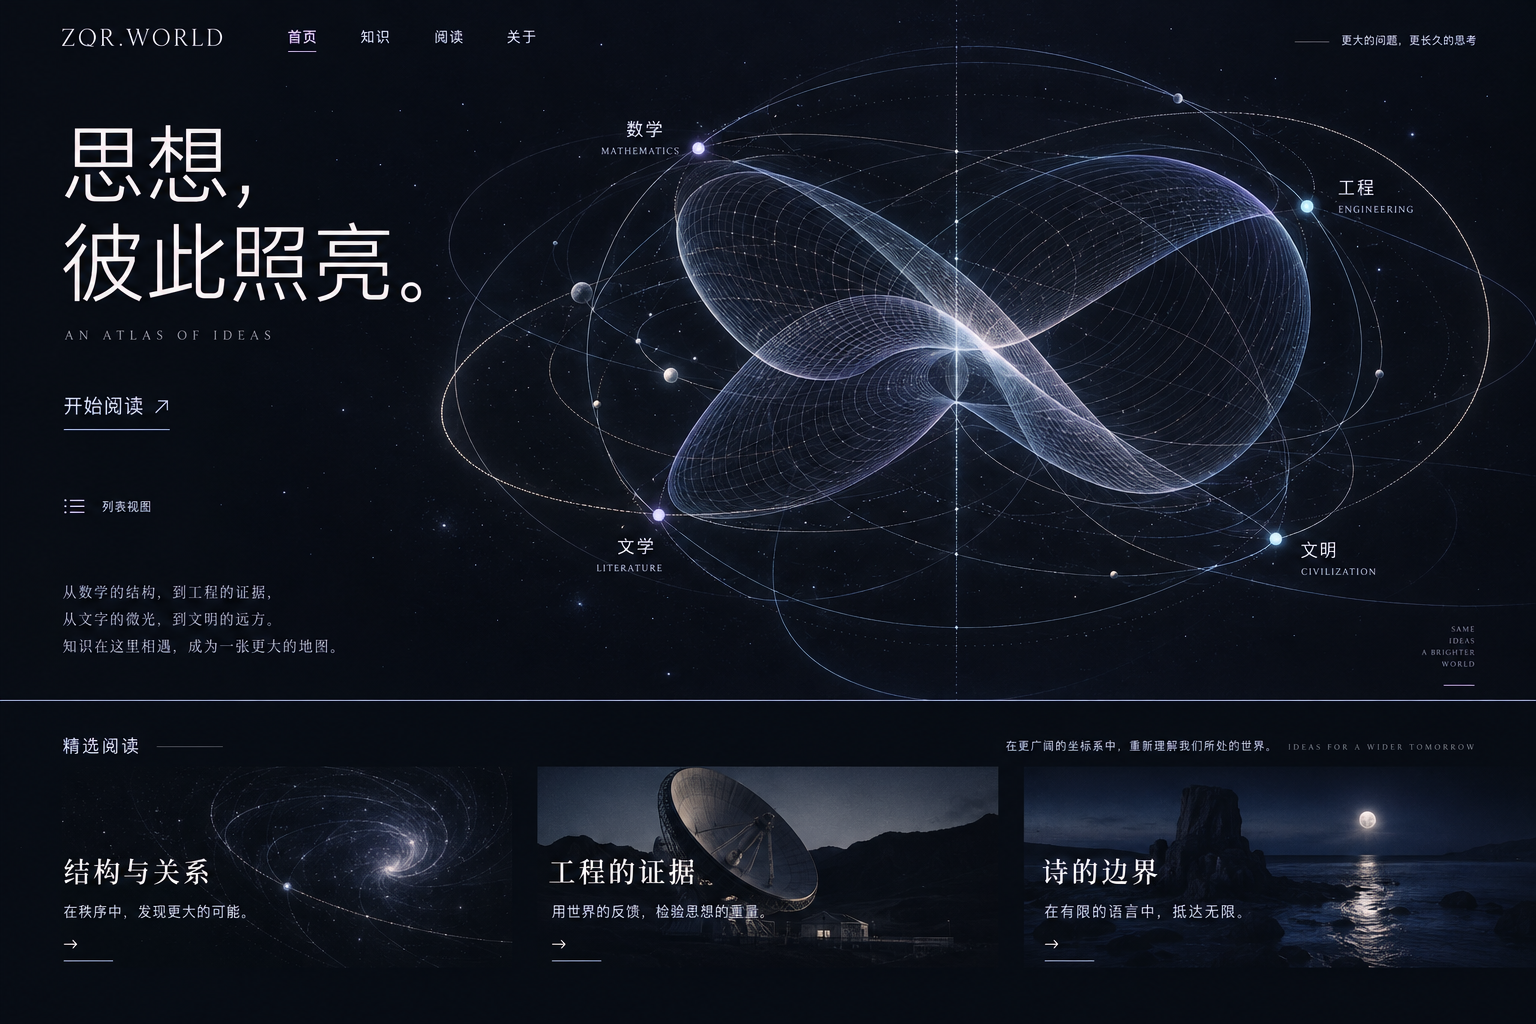 ZQR.WORLD
首页
知识
阅读
关于
更大的问题，更长久的思考
思想，
彼此照亮。
AN ATLAS OF IDEAS
开始阅读
列表视图
从数学的结构，到工程的证据，
从文字的微光，到文明的远方。
知识在这里相遇，成为一张更大的地图。
数学
MATHEMATICS
工程
ENGINEERING
文学
LITERATURE
文明
CIVILIZATION
SAME
IDEAS
A BRIGHTER
WORLD
精选阅读
在更广阔的坐标系中，重新理解我们所处的世界。
IDEAS FOR A WIDER TOMORROW
结构与关系
在秩序中，发现更大的可能。
工程的证据
用世界的反馈，检验思想的重量。
诗的边界
在有限的语言中，抵达无限。